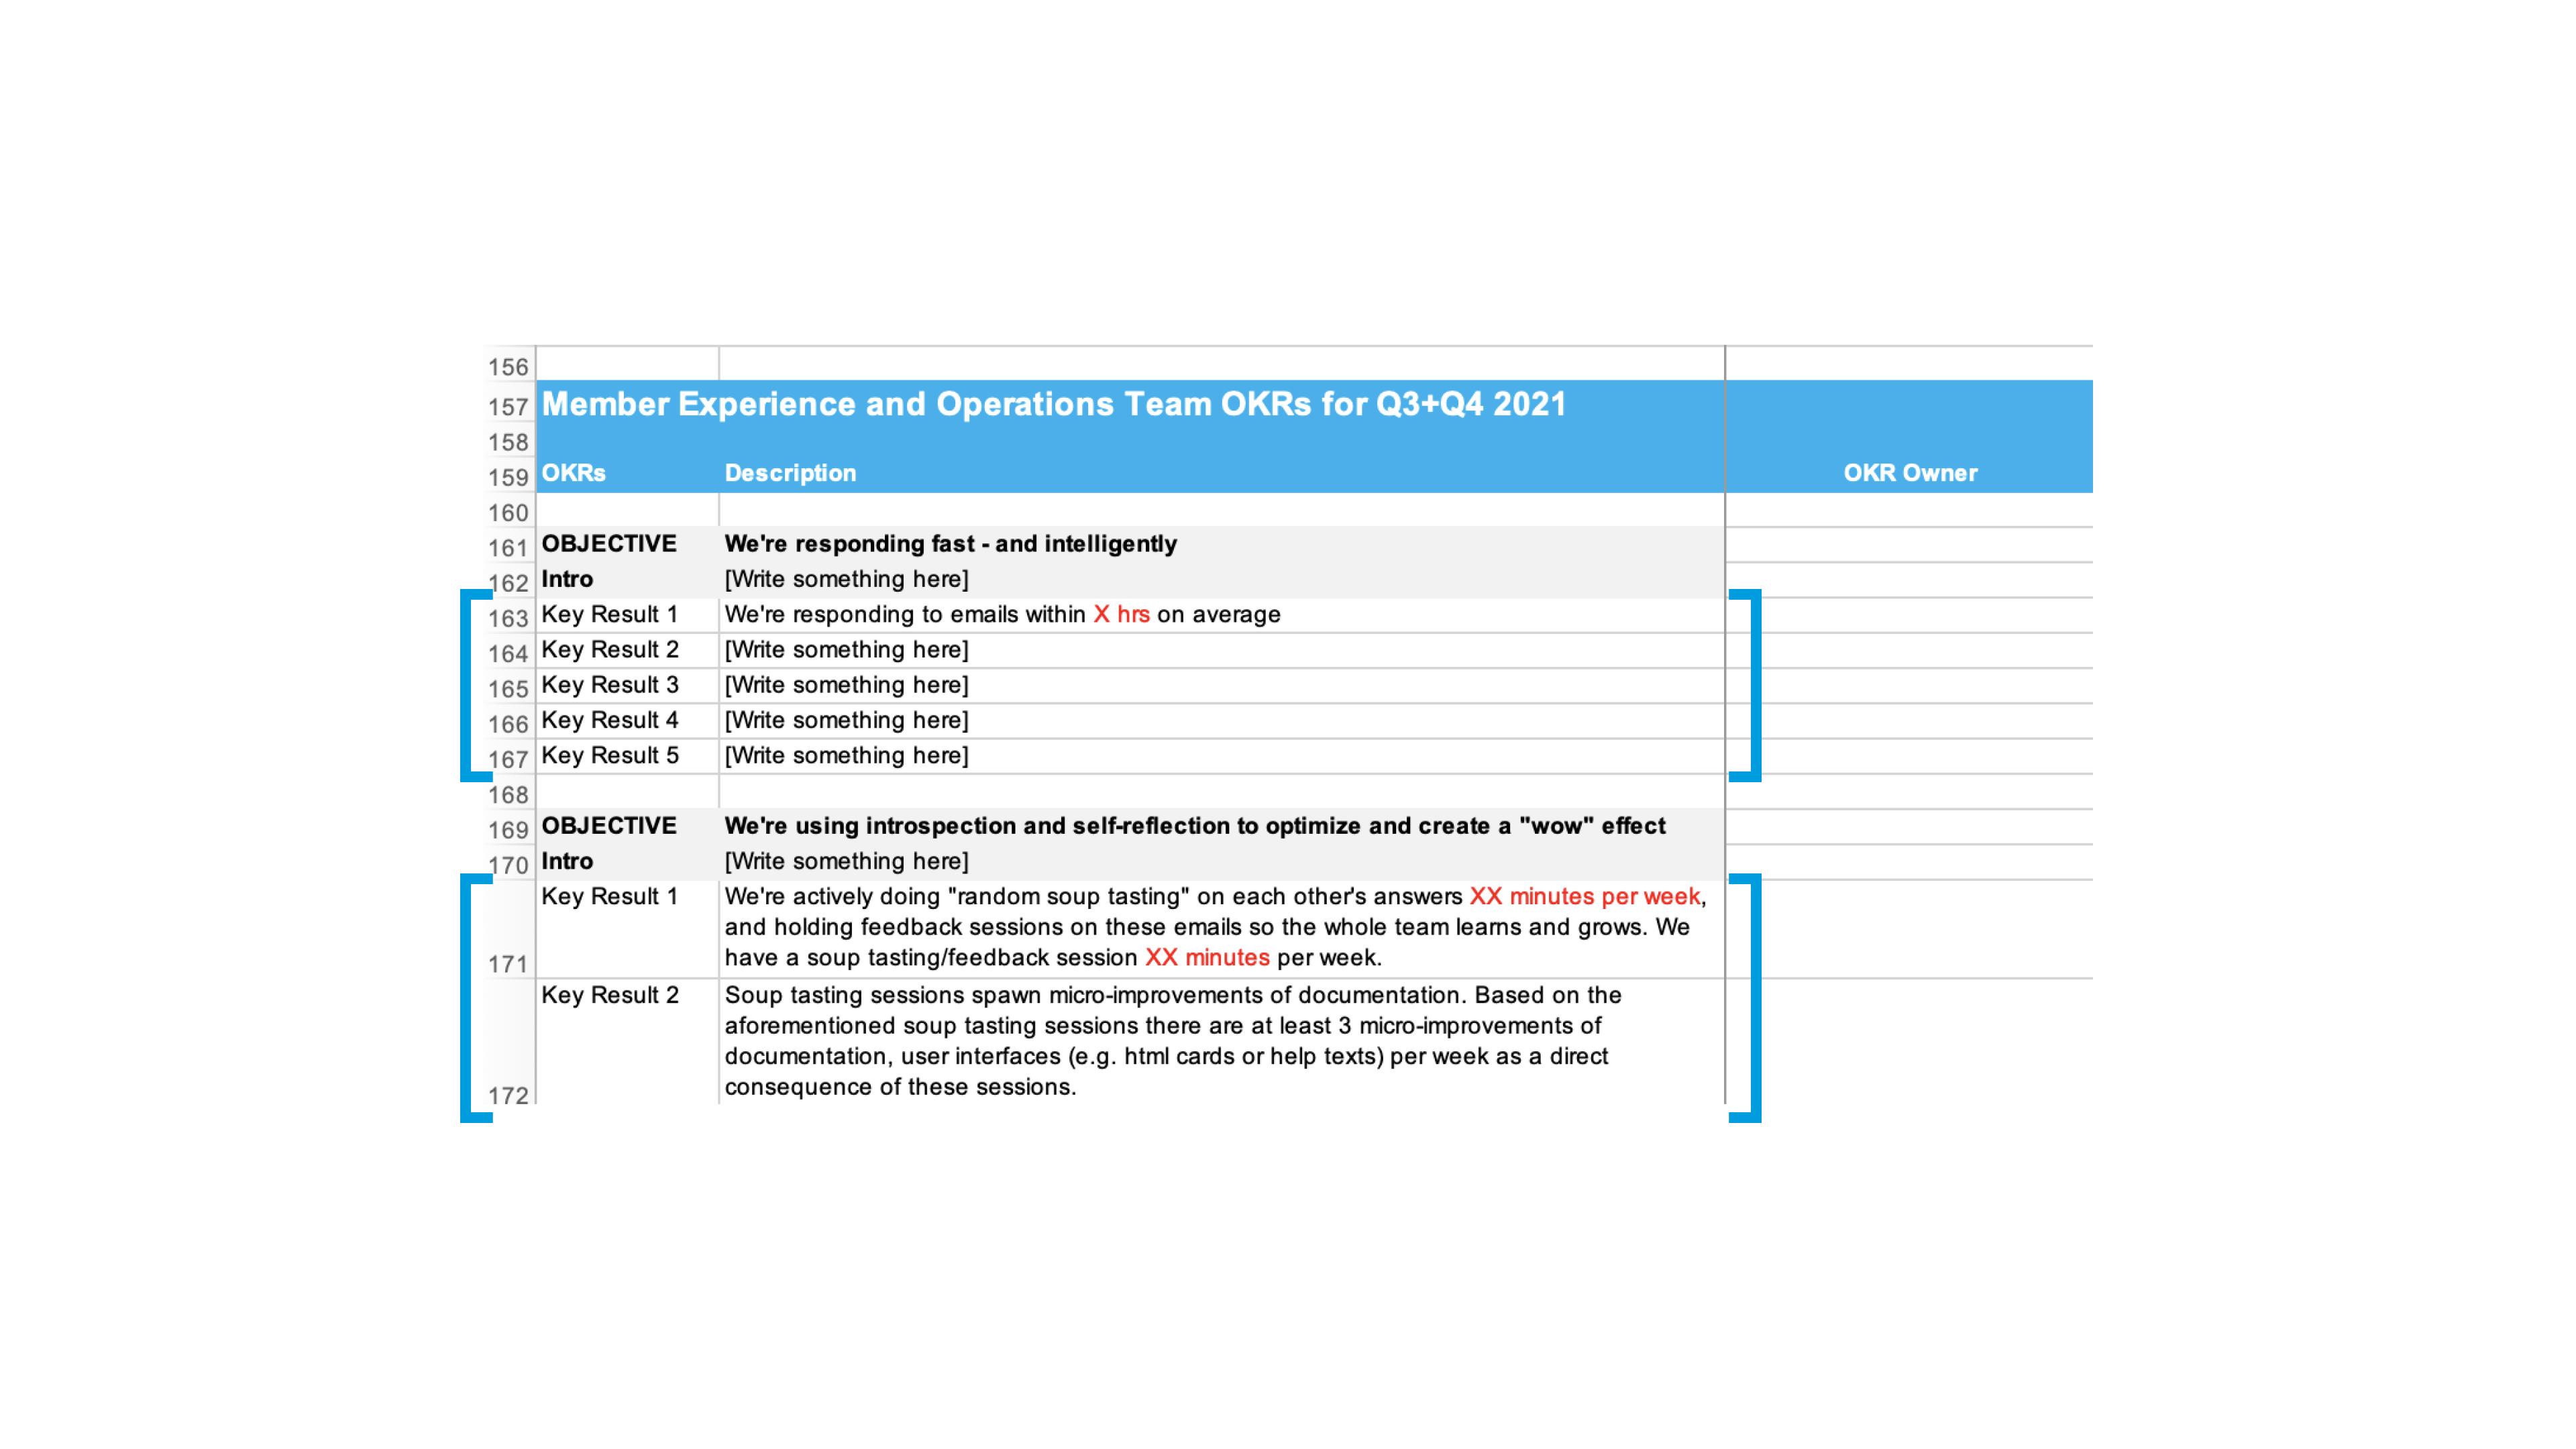 156
157 Member Experience and Operations Team OKRs for Q3+Q4 2021
158
159 OKRs Description OKR Owner
160
161 OBJECTIVE We're responding fast - and intelligently
162 Intro [Write something here]
163 Key Result 1 We're responding to emails within X hrs on average
164 Key Result 2 [Write something here]
165 Key Result 3 [Write something here]
166 Key Result 4 [Write something here]
167 Key Result 5 [Write something here]
168
169 OBJECTIVE We're using introspection and self-reflection to optimize and create a "wow" effect
170 Intro [Write something here]
Key Result 1 We're actively doing "random soup tasting" on each other's answers XX minutes per week,
and holding feedback sessions on these emails so the whole team learns and grows. We
171 have a soup tasting/feedback session XX minutes per week.
Key Result 2 Soup tasting sessions spawn micro-improvements of documentation. Based on the
aforementioned soup tasting sessions there are at least 3 micro-improvements of
documentation, user interfaces (e.g. html cards or help texts) per week as a direct
172 consequence of these sessions.